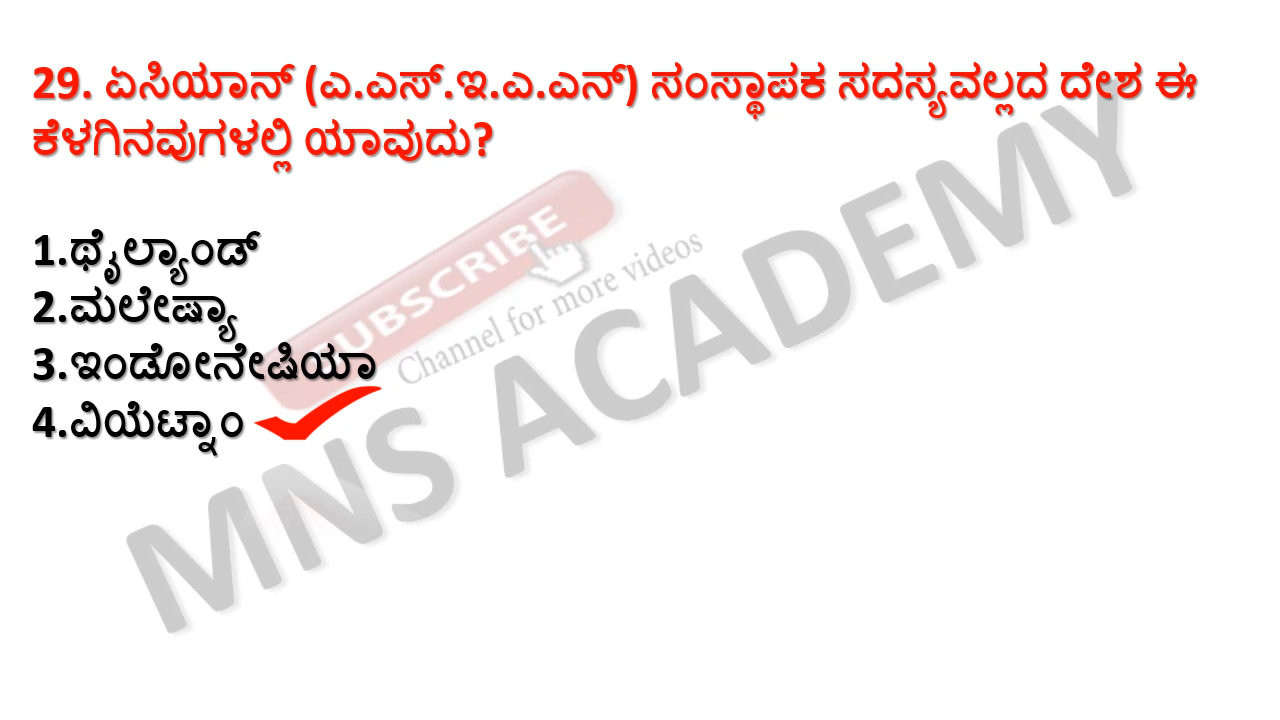 29. ಏಸಿಯಾನ್ (ಎ.ಎಸ್.ಇ.ಎ.ಎನ್) ಸಂಸ್ಥಾಪಕ ಸದಸ್ಯವಲ್ಲದ ದೇಶ ಈ
ಕೆಳಗಿನವುಗಳಲ್ಲಿ ಯಾವುದು?
1.ಥೈಲ್ಯಾಂಡ್
2.ಮಲೇಷ್ಯಾ
3.ಇಂಡೋನೇಷಿಯಾ
4.ವಿಯೆಟ್ನಾಂ
SUBSCRIBE
Channel for more videos
MNS ACADEMY